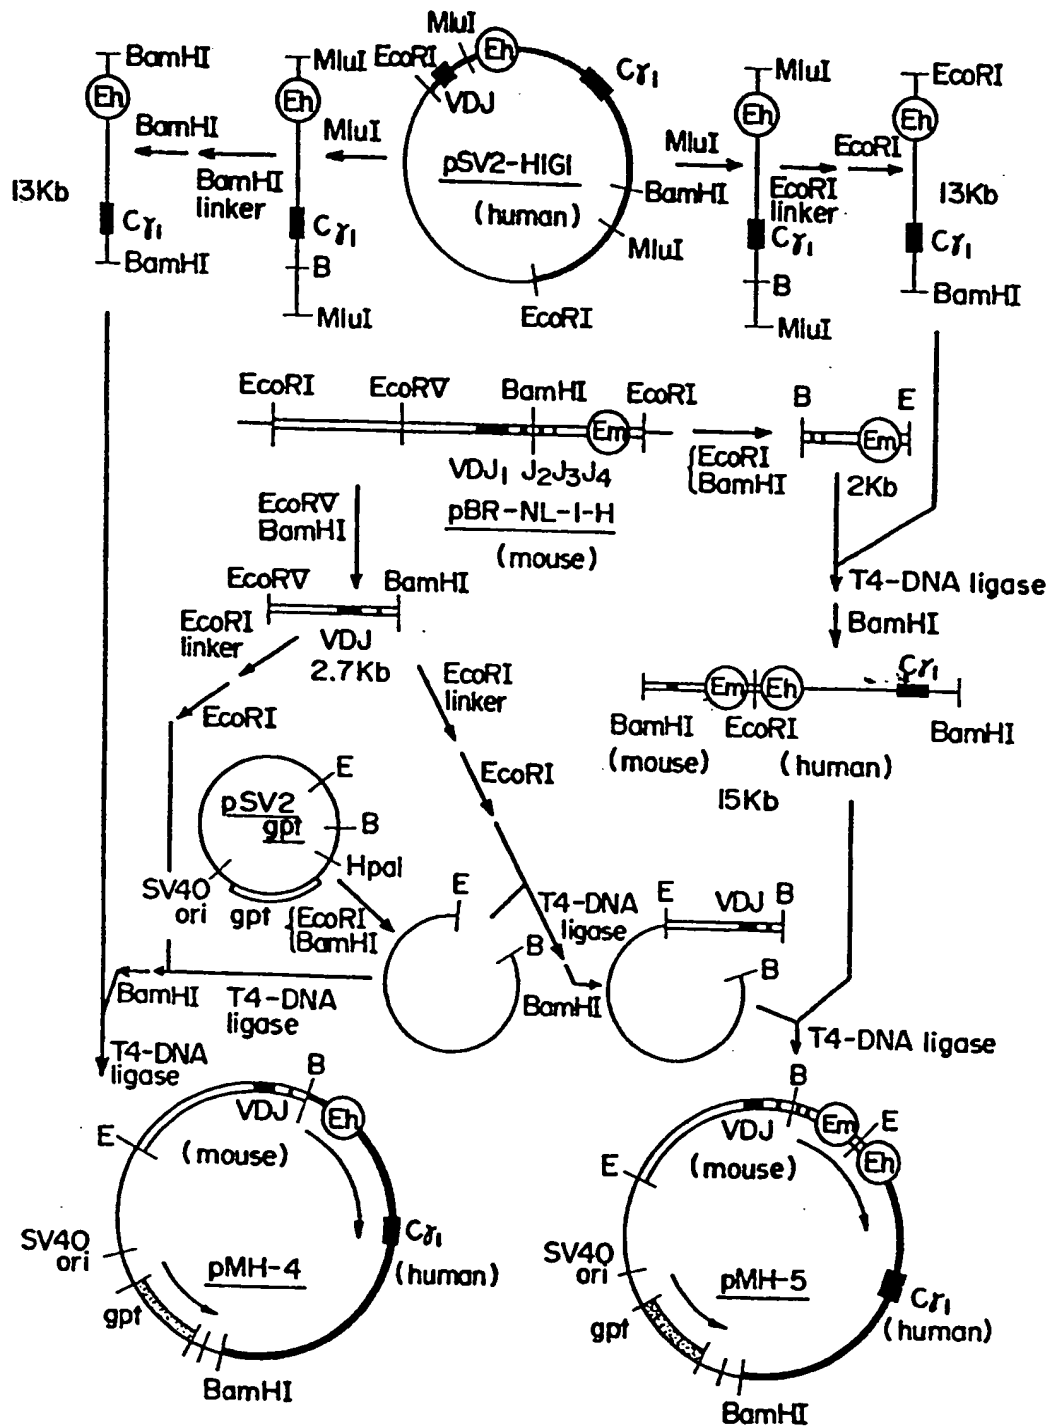 BamHI
Eh
13Kb
Cγ1
BamHI
BamHI
BamHI
linker
MluI
Eh
Cγ1
B
MluI
MluI
MluI
EcoRI
VDJ
Eh
Cγ1
pSV2-HIGI
(human)
BamHI
MluI
EcoRI
MluI
MluI
Eh
Cγ1
B
MluI
EcoRI
linker
EcoRI
EcoRI
Eh
13Kb
Cγ1
BamHI
EcoRI
EcoRV
BamHI
EcoRI
Em
VDJ1 J2J3J4
pBR-NL-I-H
(mouse)
EcoRI
BamHI
B
E
Em
2Kb
EcoRV
BamHI
EcoRV
BamHI
VDJ
2.7Kb
EcoRI
linker
EcoRI
EcoRI
linker
EcoRI
T4-DNA ligase
BamHI
Em
Eh
Cγ1
BamHI
EcoRI
BamHI
(mouse)
(human)
15Kb
pSV2
gpt
E
B
HpaI
SV40
ori
gpt
EcoRI
BamHI
E
B
T4-DNA
ligase
BamHI
E
VDJ
B
B
BamHI
T4-DNA
ligase
T4-DNA
ligase
T4-DNA ligase
B
VDJ
Eh
E
(mouse)
Cγ1
(human)
SV40
ori
pMH-4
gpt
BamHI
B
VDJ
Em
E
Eh
E
(mouse)
SV40
ori
pMH-5
Cγ1
(human)
gpt
BamHI